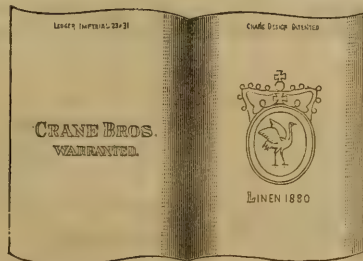 LEDGER IMPERIAL 23×31
CRANE BROS.
WARRANTED.
CRANE DESIGN PATENTED
LINEN 1880